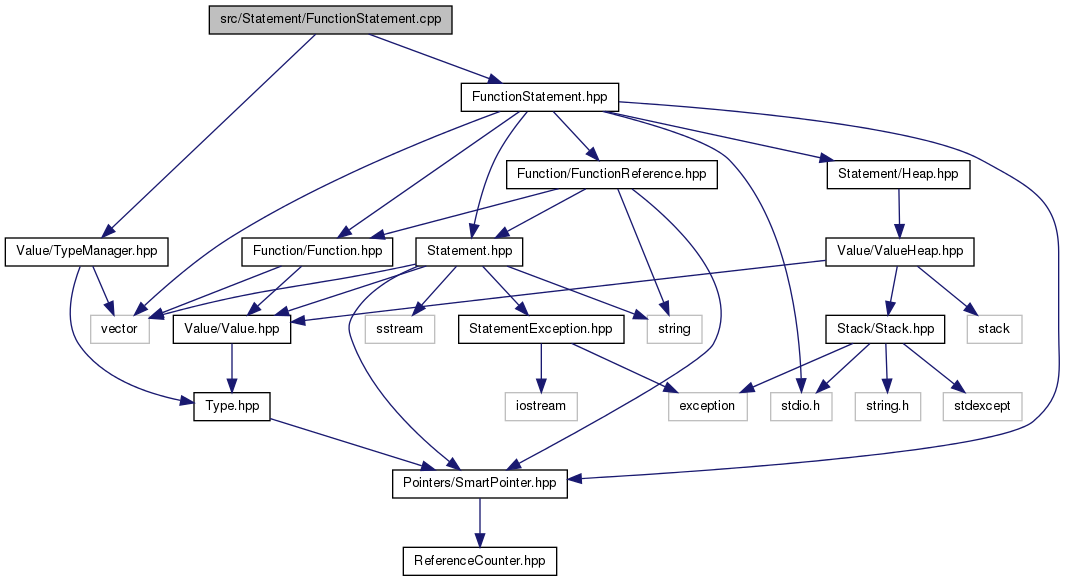 src/Statement/FunctionStatement.cpp
FunctionStatement.hpp
Function/FunctionReference.hpp
Statement/Heap.hpp
Value/TypeManager.hpp
Function/Function.hpp
Statement.hpp
Value/ValueHeap.hpp
vector
Value/Value.hpp
sstream
StatementException.hpp
string
Stack/Stack.hpp
stack
Type.hpp
iostream
exception
stdio.h
string.h
stdexcept
Pointers/SmartPointer.hpp
ReferenceCounter.hpp